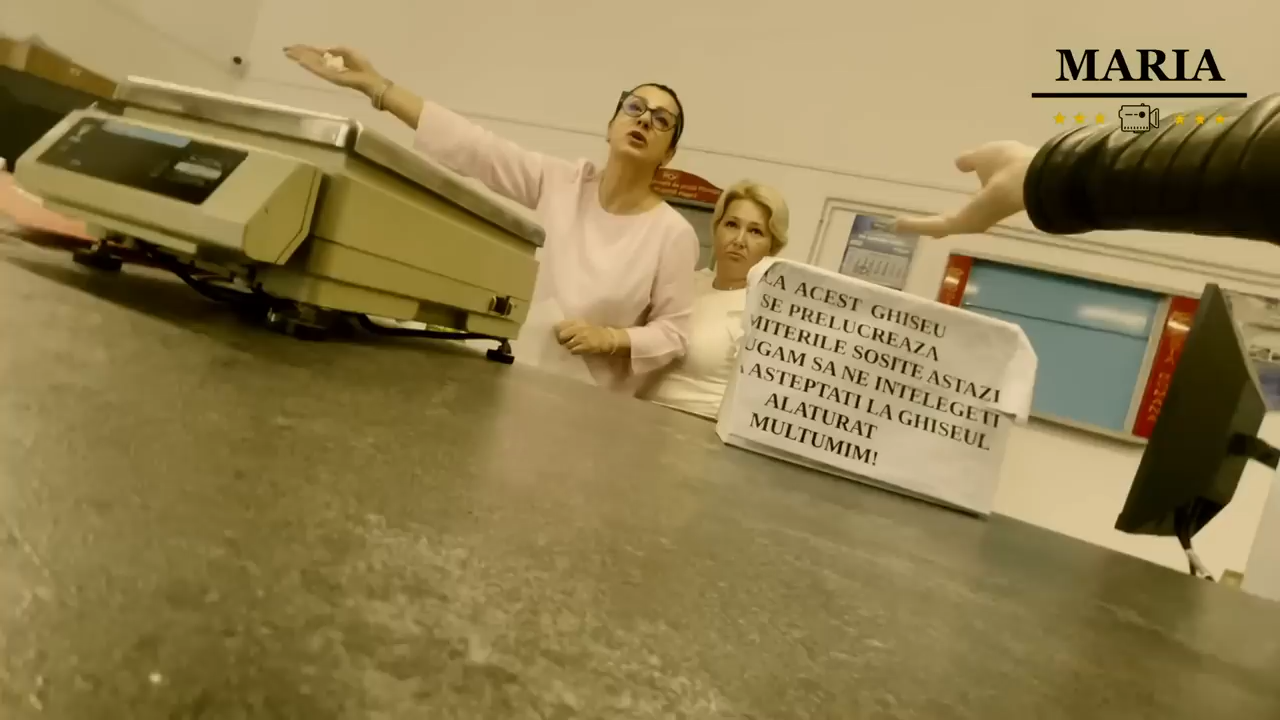 MARIA
LA ACEST GHISEU
SE PRELUCREAZA
MITERILE SOSITE ASTAZI
UGAM SA NE INTELEGETI
ASTEPTATI LA GHISEUL
ALATURAT
MULTUMIM!